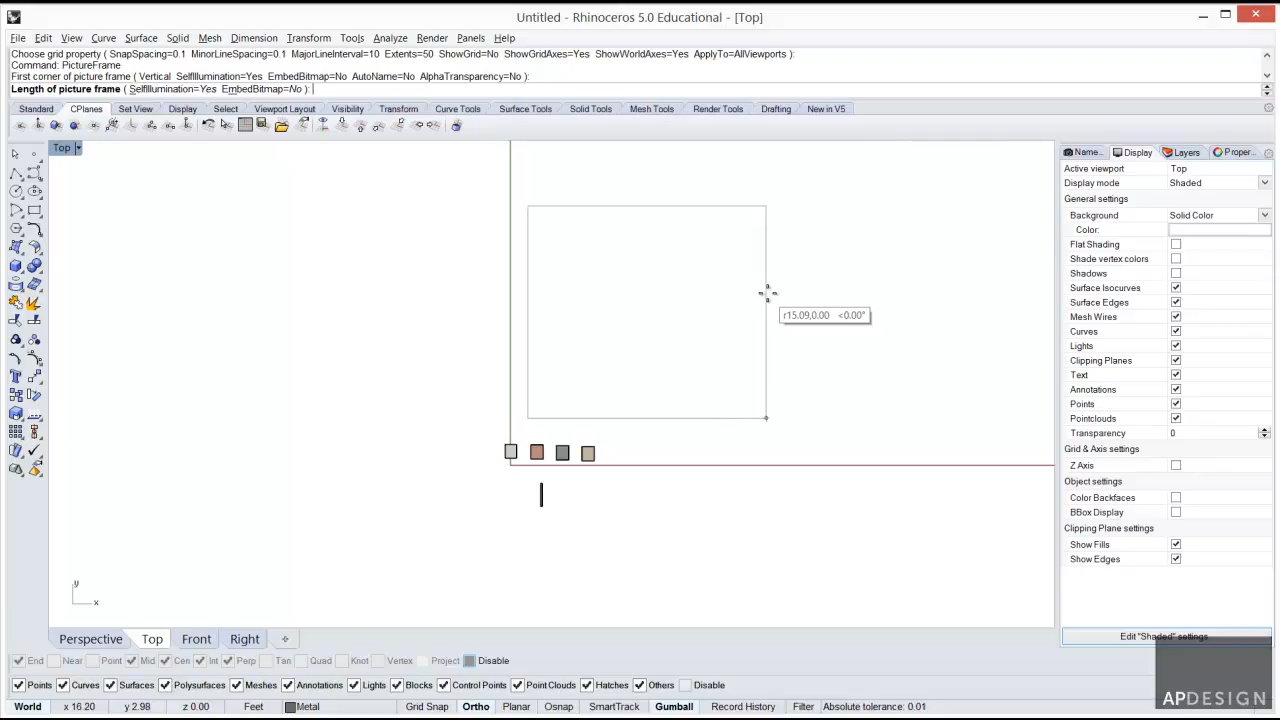 Untitled - Rhinoceros 5.0 Educational - [Top]
File Edit View Curve Surface Solid Mesh Dimension Transform Tools Analyze Render Panels Help
Choose grid property ( SnapSpacing=0.1 MinorLineSpacing=0.1 MajorLineInterval=10 Extents=50 ShowGrid=No ShowGridAxes=Yes ShowWorldAxes=Yes ApplyTo=AllViewports ):
Command: PictureFrame
First corner of picture frame ( Vertical SelfIllumination=Yes EmbedBitmap=No AutoName=No AlphaTransparency=No ):
Length of picture frame ( SelfIllumination=Yes EmbedBitmap=No ):
Standard CPlanes Set View Display Select Viewport Layout Visibility Transform Curve Tools Surface Tools Solid Tools Mesh Tools Render Tools Drafting New in V5
Top
Name... Display Layers Proper...
Active viewport Top
Display mode Shaded
General settings
Background Solid Color
Color:
Flat Shading
Shade vertex colors
Shadows
Surface Isocurves
Surface Edges
Mesh Wires
Curves
Lights
Clipping Planes
Text
Annotations
Points
Pointclouds
Transparency 0
Grid & Axis settings
Z Axis
Object settings
Color Backfaces
BBox Display
Clipping Plane settings
Show Fills
Show Edges
Edit "Shaded" settings
r15.09,0.00 <0.00°
y
x
Perspective Top Front Right
End Near Point Mid Cen Int Perp Tan Quad Knot Vertex Project Disable
Points Curves Surfaces Polysurfaces Meshes Annotations Lights Blocks Control Points Point Clouds Hatches Others Disable
World x 16.20 y 2.98 z 0.00 Feet Metal Grid Snap Ortho Planar Osnap SmartTrack Gumball Record History Filter Absolute tolerance: 0.01
APDESIGN